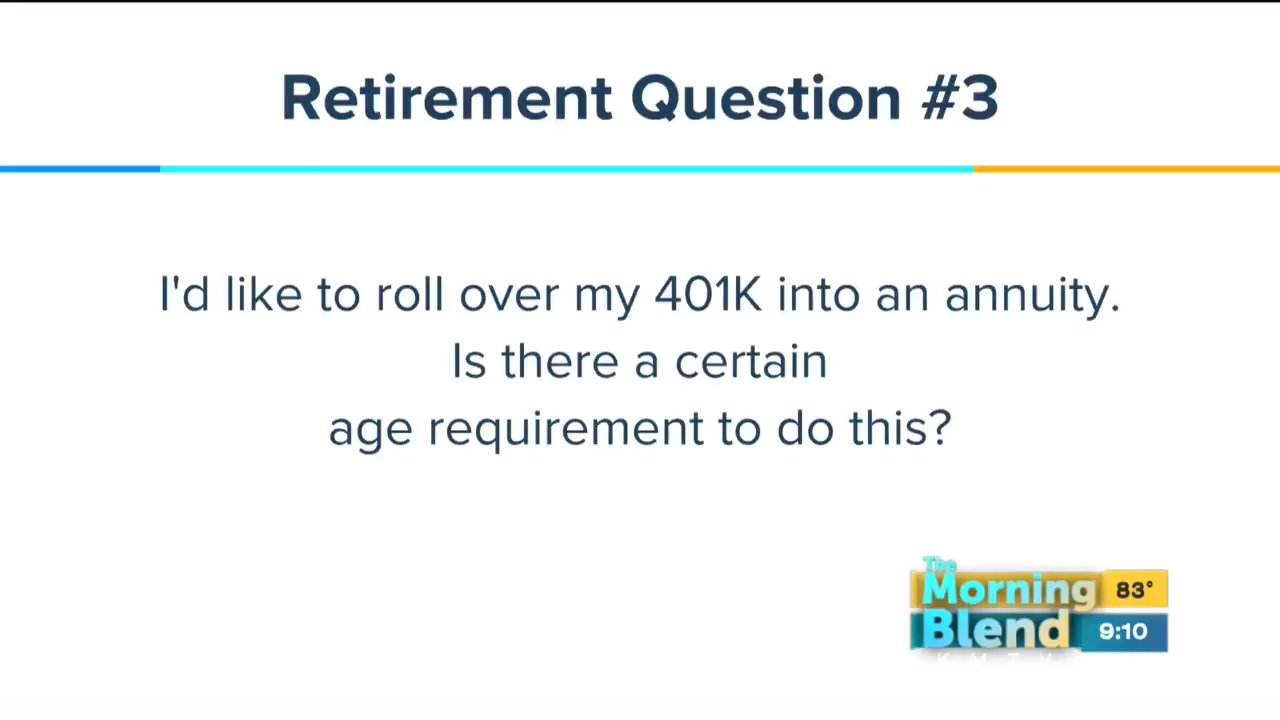 Retirement Question #3
I'd like to roll over my 401K into an annuity.
Is there a certain
age requirement to do this?
The
Morning
83°
Blend
9:10